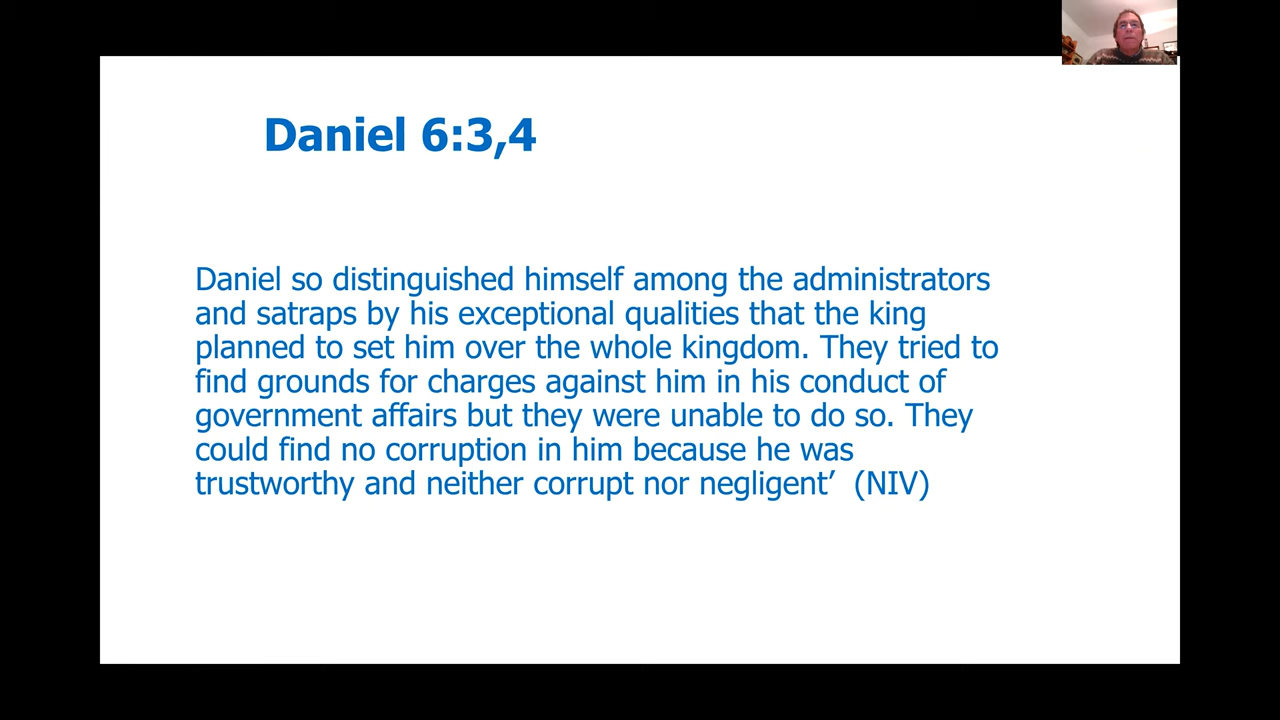 Daniel 6:3,4
Daniel so distinguished himself among the administrators
and satraps by his exceptional qualities that the king
planned to set him over the whole kingdom. They tried to
find grounds for charges against him in his conduct of
government affairs but they were unable to do so. They
could find no corruption in him because he was
trustworthy and neither corrupt nor negligent’  (NIV)